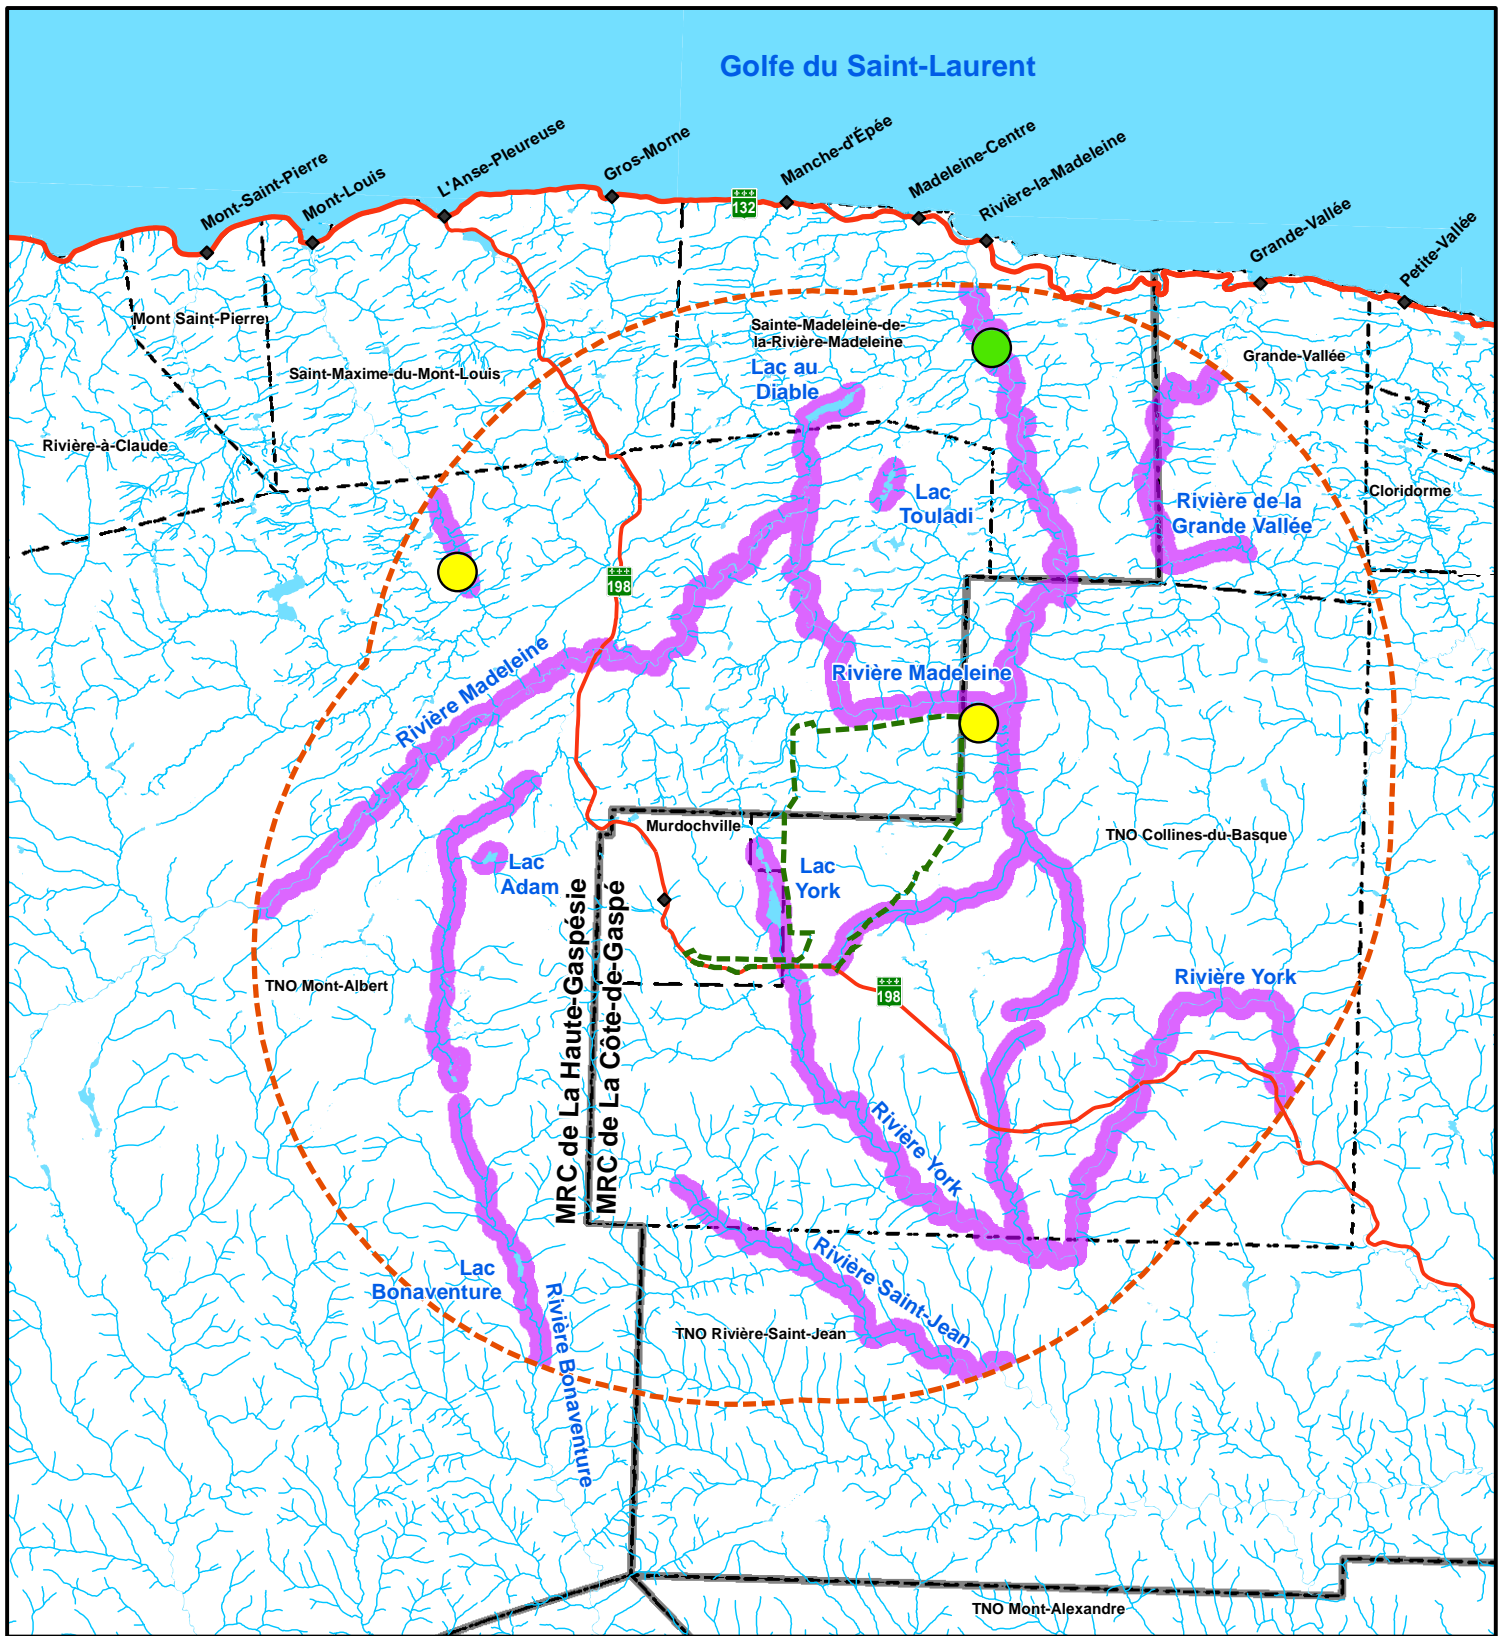 Golfe du Saint-Laurent
Mont-Saint-Pierre
Mont-Louis
L'Anse-Pleureuse
Gros-Morne
Manche-d'Épée
Madeleine-Centre
Rivière-la-Madeleine
Grande-Vallée
Petite-Vallée
132
Mont Saint-Pierre
Sainte-Madeleine-de-
la-Rivière-Madeleine
Grande-Vallée
Saint-Maxime-du-Mont-Louis
Lac au
Diable
Rivière-à-Claude
Lac
Touladi
Rivière de la
Grande Vallée
Cloridorme
198
Rivière Madeleine
Rivière Madeleine
Murdochville
TNO Collines-du-Basque
Lac
Adam
Lac
York
MRC de La Haute-Gaspésie
MRC de La Côte-de-Gaspé
TNO Mont-Albert
Rivière York
198
Rivière York
Lac
Bonaventure
Rivière Bonaventure
Rivière Saint-Jean
TNO Rivière-Saint-Jean
TNO Mont-Alexandre